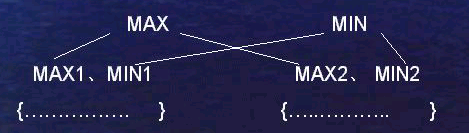 MAX MIN
MAX1、MIN1 MAX2、 MIN2
{……………. } {…..……….. }